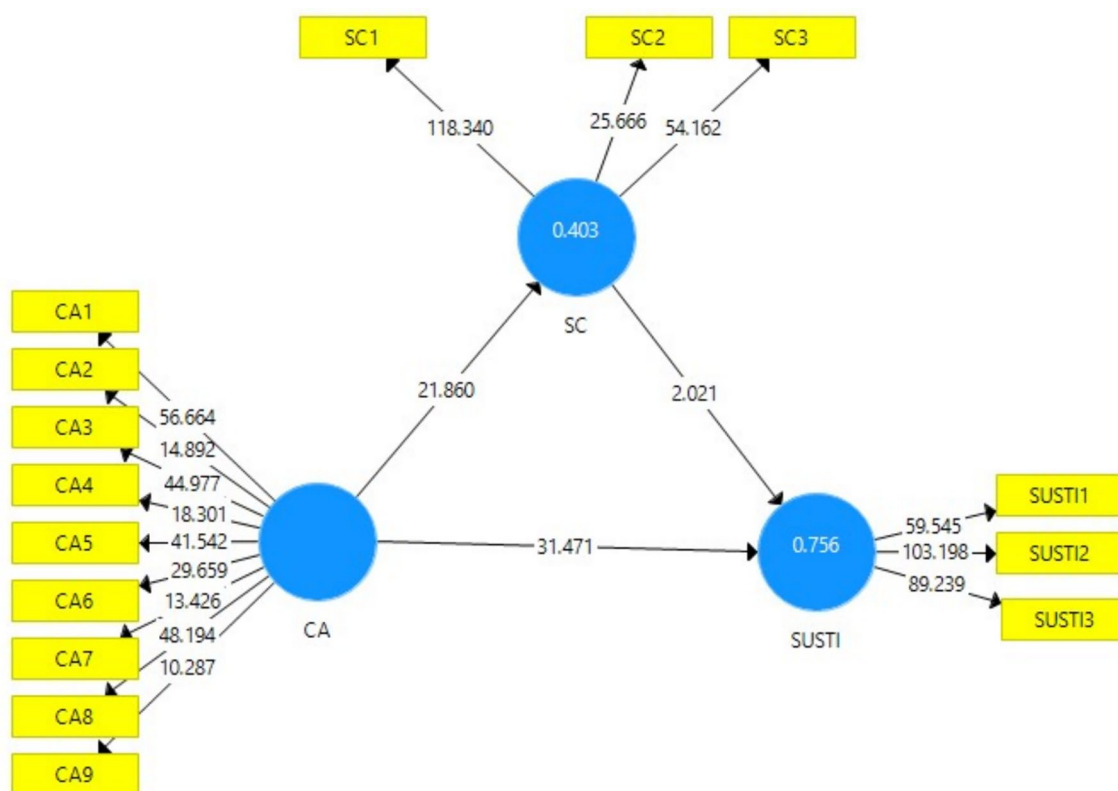 SC1
SC2
SC3
118.340
25.666
54.162
0.403
SC
CA1
CA2
CA3
CA4
CA5
CA6
CA7
CA8
CA9
56.664
14.892
44.977
18.301
41.542
29.659
13.426
48.194
10.287
21.860
2.021
CA
31.471
0.756
SUSTI
59.545
103.198
89.239
SUSTI1
SUSTI2
SUSTI3